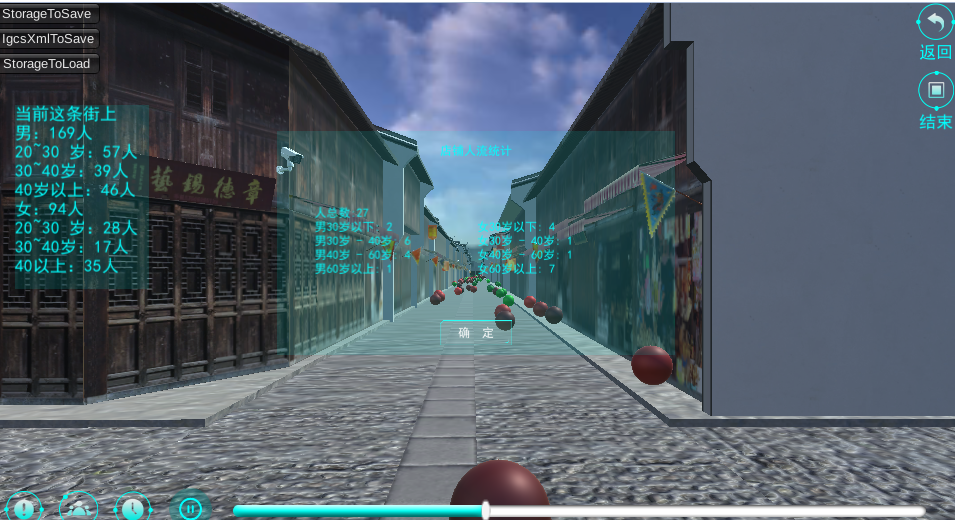 StorageToSave
IgcsXmlToSave
StorageToLoad
返回
结束
当前这条街上
男：169人
20~30 岁：57人
30~40岁：39人
40岁以上：46人
女：94人
20~30 岁：28人
30~40岁：17人
40以上：35人
藝錫德章
人流统计
人总数 27
男30岁以下：2
男30岁 - 40岁：6
男40岁 - 60岁：4
男60岁以上：1
女30岁以下：4
女30岁 - 40岁：1
女40岁 - 60岁：1
女60岁以上：7
确 定